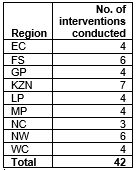 Region No. of interventions conducted
EC 4
FS 6
GP 4
KZN 7
LP 4
MP 4
NC 3
NW 6
WC 4
Total 42